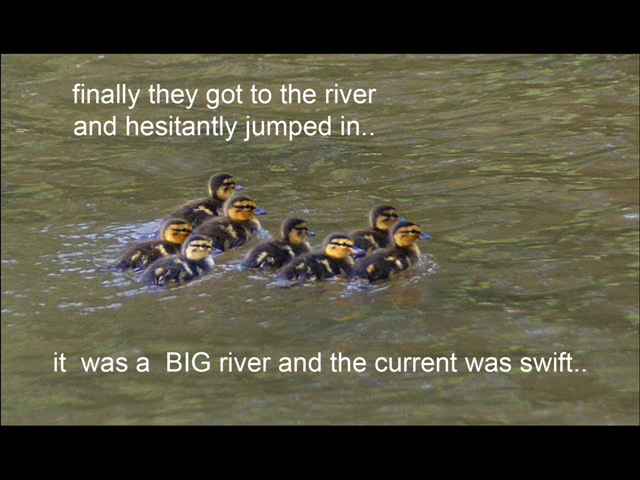 finally they got to the river
and hesitantly jumped in..
it  was a  BIG river and the current was swift..